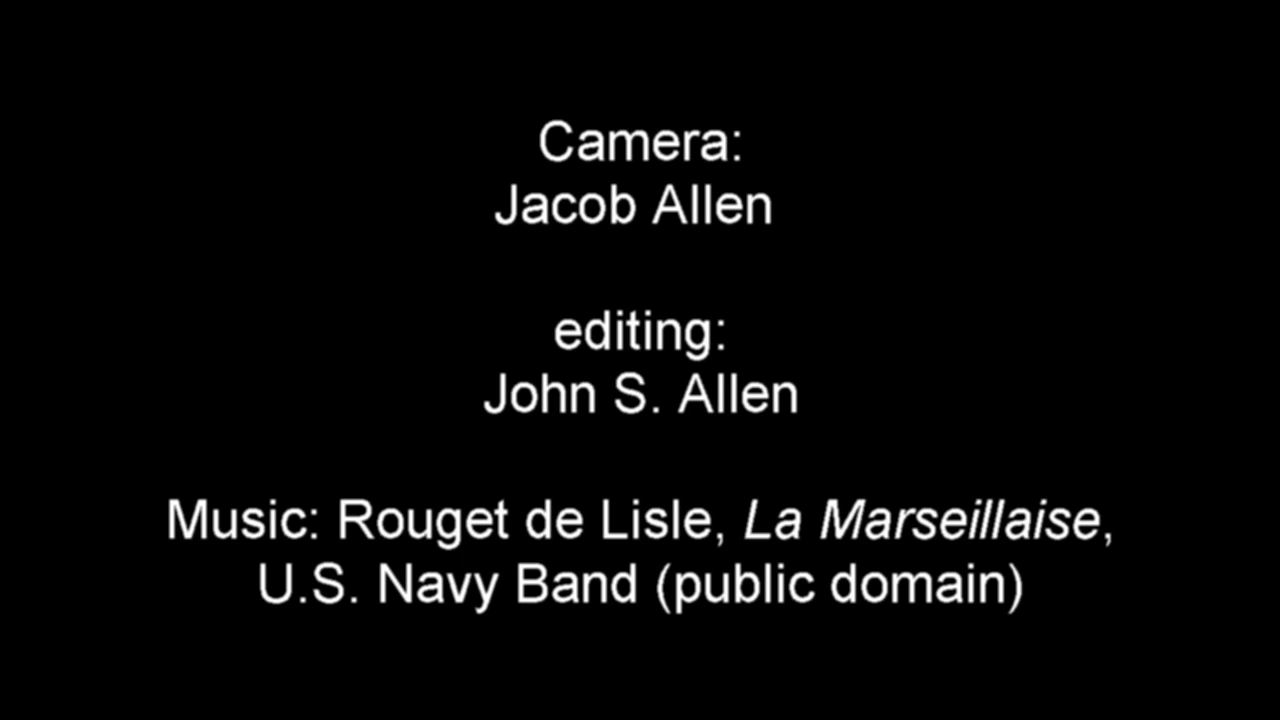 Camera:
Jacob Allen
editing:
John S. Allen
Music: Rouget de Lisle, La Marseillaise,
U.S. Navy Band (public domain)